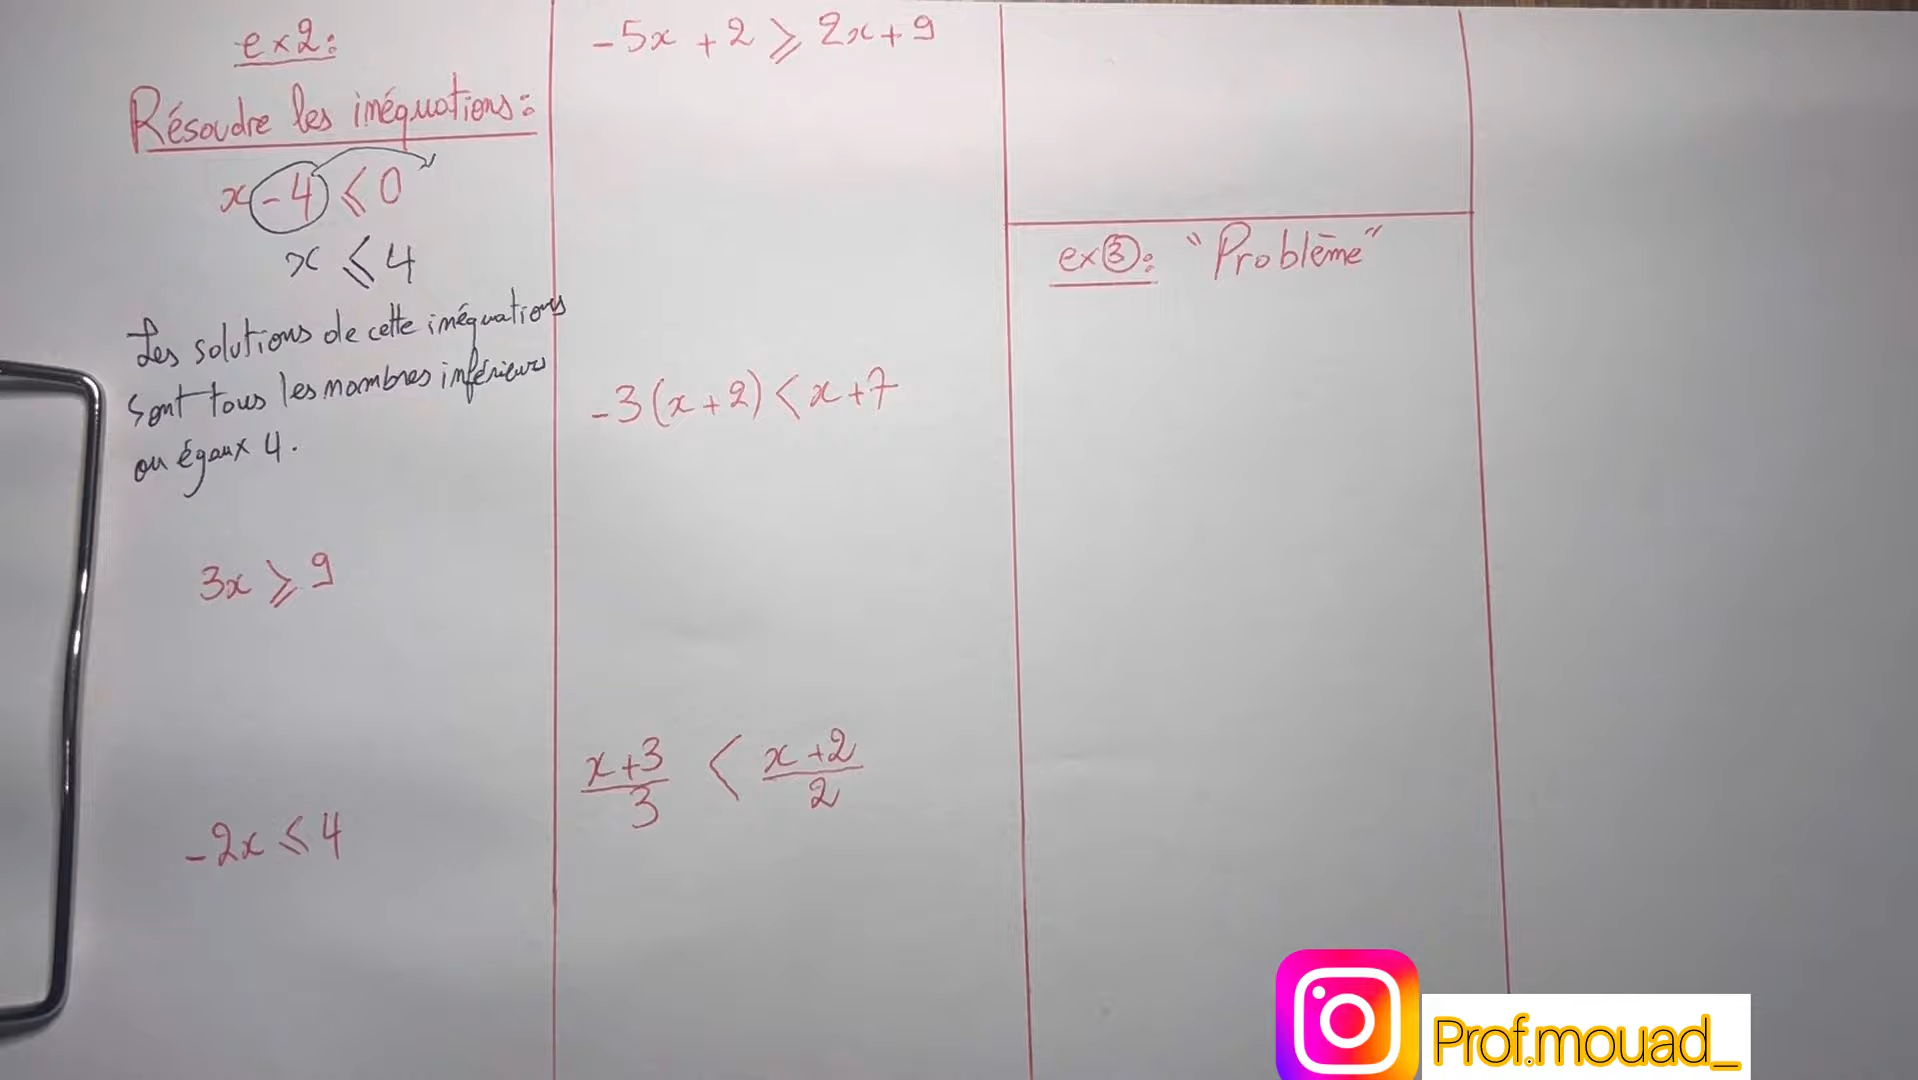 ex2:
Résoudre les inéquations:
x - 4 ⩽ 0
x ⩽ 4
Les solutions de cette inéquations
sont tous les nombres inférieurs
ou égaux 4.
3x ⩾ 9
-2x ⩽ 4
-5x + 2 ⩾ 2x + 9
-3(x+2) < x+7
x+3/3 < x+2/2
ex③: "Problème"
Prof.mouad_